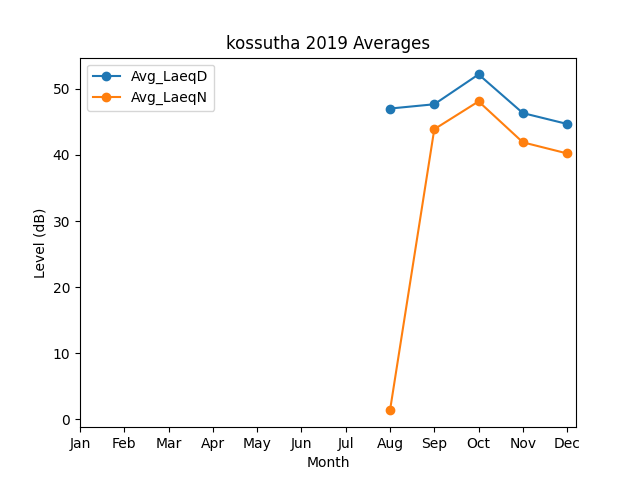 kossutha 2019 Averages
Avg_LaeqD
Avg_LaeqN
50
40
30
20
10
0
Level (dB)
Jan Feb Mar Apr May Jun Jul Aug Sep Oct Nov Dec
Month